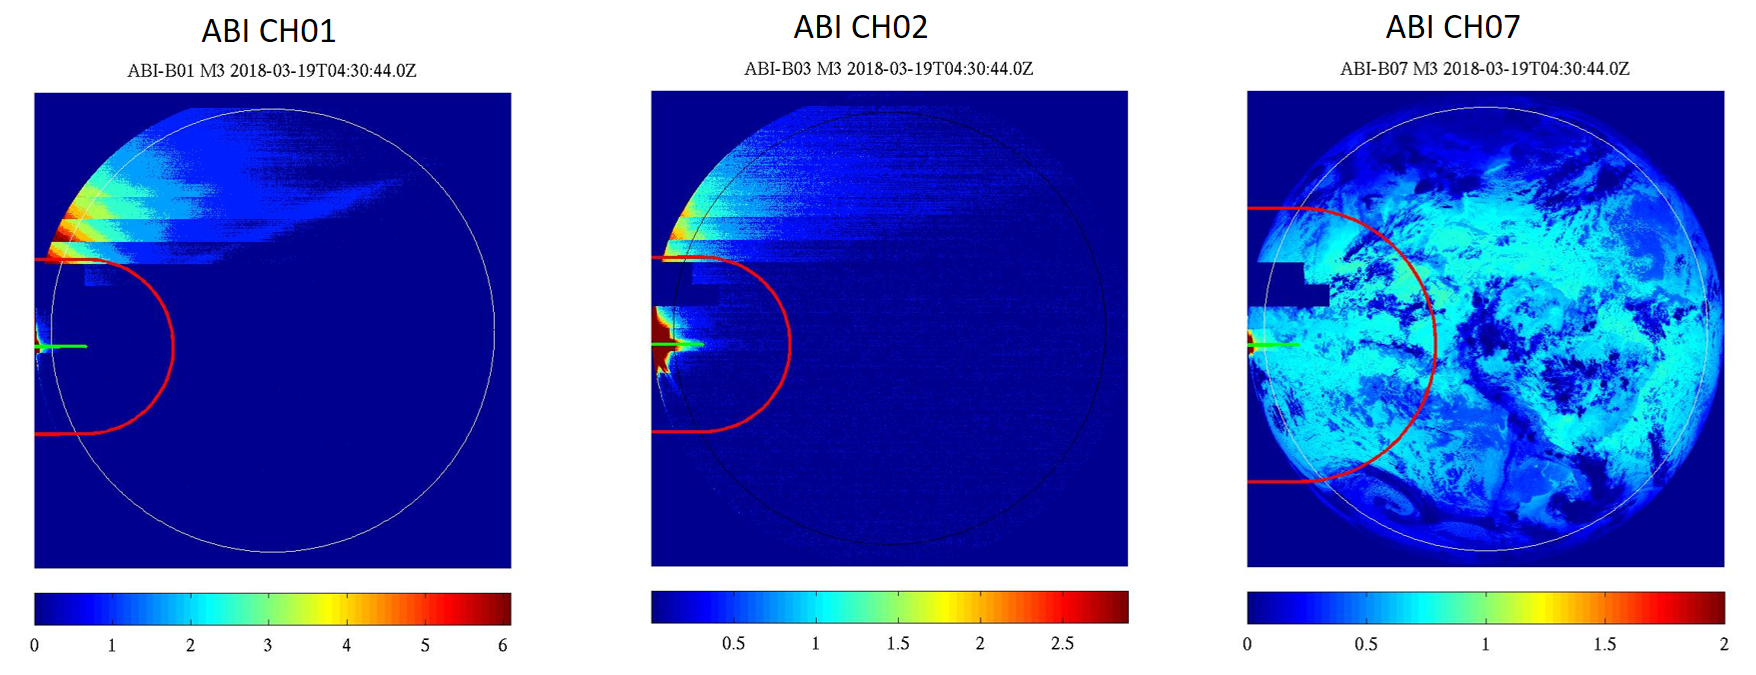 ABI CH01
ABI-B01 M3 2018-03-19T04:30:44.0Z
0 1 2 3 4 5 6
ABI CH02
ABI-B03 M3 2018-03-19T04:30:44.0Z
0.5 1 1.5 2 2.5
ABI CH07
ABI-B07 M3 2018-03-19T04:30:44.0Z
0 0.5 1 1.5 2